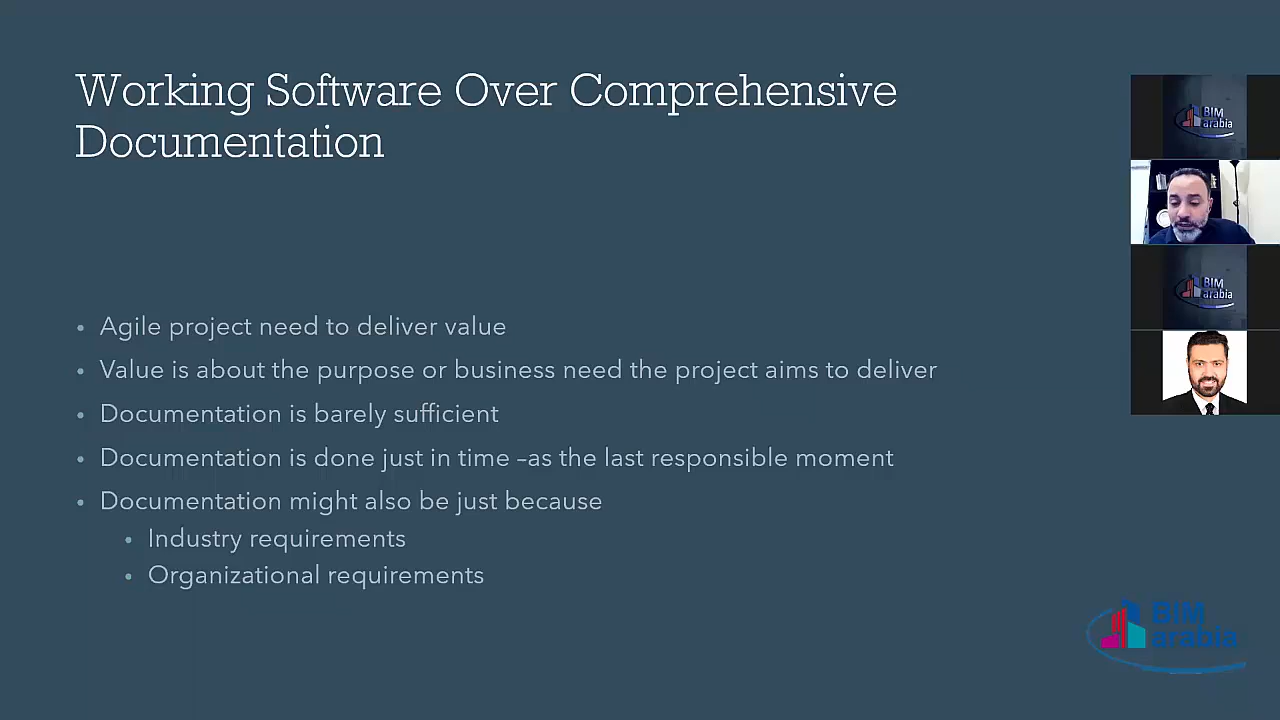 Working Software Over Comprehensive
Documentation
• Agile project need to deliver value
• Value is about the purpose or business need the project aims to deliver
• Documentation is barely sufficient
• Documentation is done just in time –as the last responsible moment
• Documentation might also be just because
• Industry requirements
• Organizational requirements
BIM
arabia
BIM
arabia
BIM
arabia